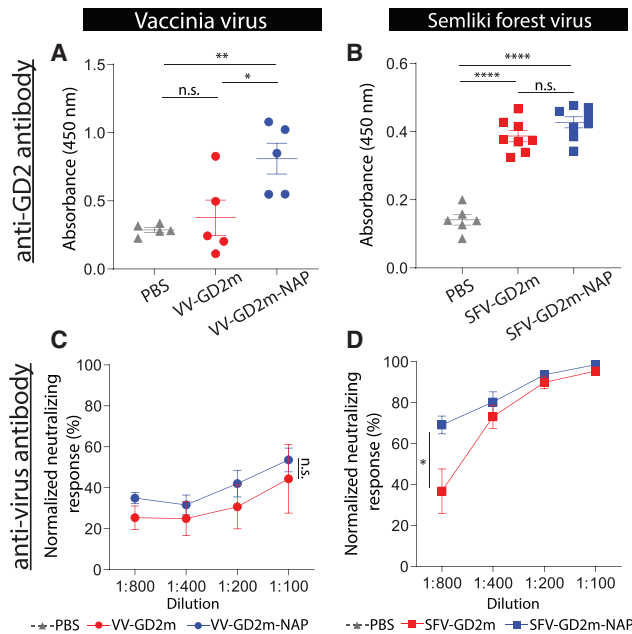 Vaccinia virus
Semliki forest virus
anti-GD2 antibody
A
Absorbance (450 nm)
1.5
1.0
0.5
0.0
**
*
n.s.
PBS
VV-GD2m
VV-GD2m-NAP
B
Absorbance (450 nm)
0.6
0.4
0.2
0.0
****
****
n.s.
PBS
SFV-GD2m
SFV-GD2m-NAP
anti-virus antibody
C
Normalized neutralizing
response (%)
100
80
60
40
20
0
n.s.
1:800 1:400 1:200 1:100
Dilution
PBS VV-GD2m VV-GD2m-NAP
D
Normalized neutralizing
response (%)
100
80
60
40
20
0
*
1:800 1:400 1:200 1:100
Dilution
PBS SFV-GD2m SFV-GD2m-NAP